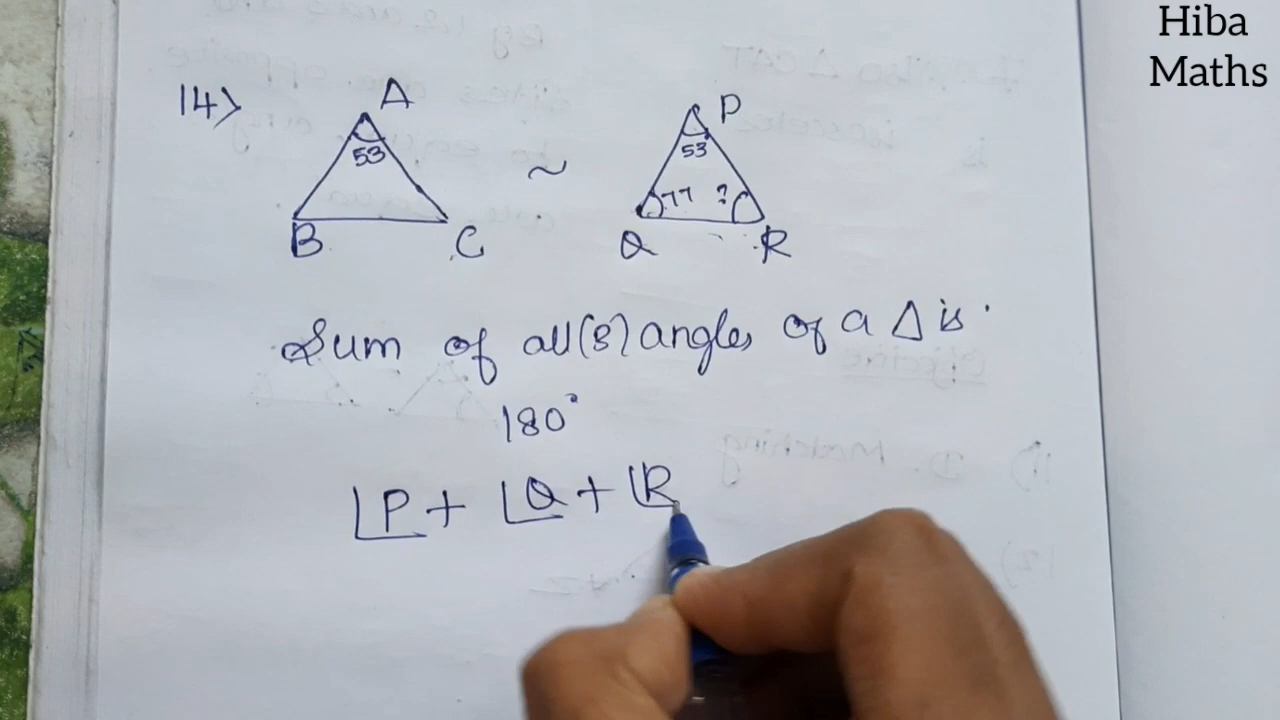 Hiba
Maths
14>
A
53
B
C
~
P
53
77
?
Q
R
Sum of all(3) angles of a Δ is
180°
∠P + ∠Q + ∠R